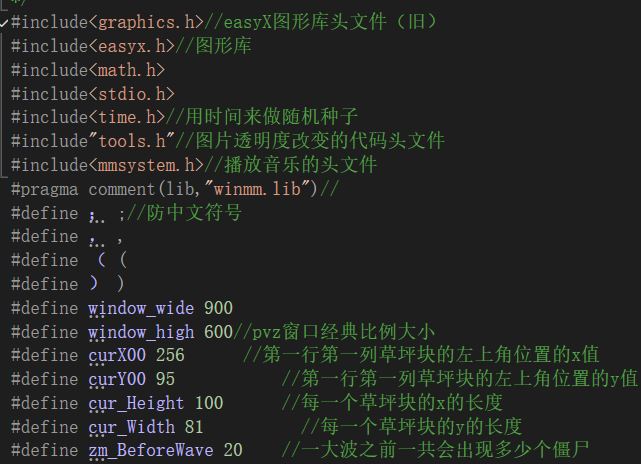 */
#include<graphics.h>//easyX图形库头文件（旧）
#include<easyx.h>//图形库
#include<math.h>
#include<stdio.h>
#include<time.h>//用时间来做随机种子
#include"tools.h"//图片透明度改变的代码头文件
#include<mmsystem.h>//播放音乐的头文件
#pragma comment(lib,"winmm.lib")//
#define ； ;//防中文符号
#define ， ,
#define （ (
#define ） )
#define window_wide 900
#define window_high 600//pvz窗口经典比例大小
#define curX00 256 //第一行第一列草坪块的左上角位置的x值
#define curY00 95 //第一行第一列草坪块的左上角位置的y值
#define cur_Height 100 //每一个草坪块的x的长度
#define cur_Width 81 //每一个草坪块的y的长度
#define zm_BeforeWave 20 //一大波之前一共会出现多少个僵尸